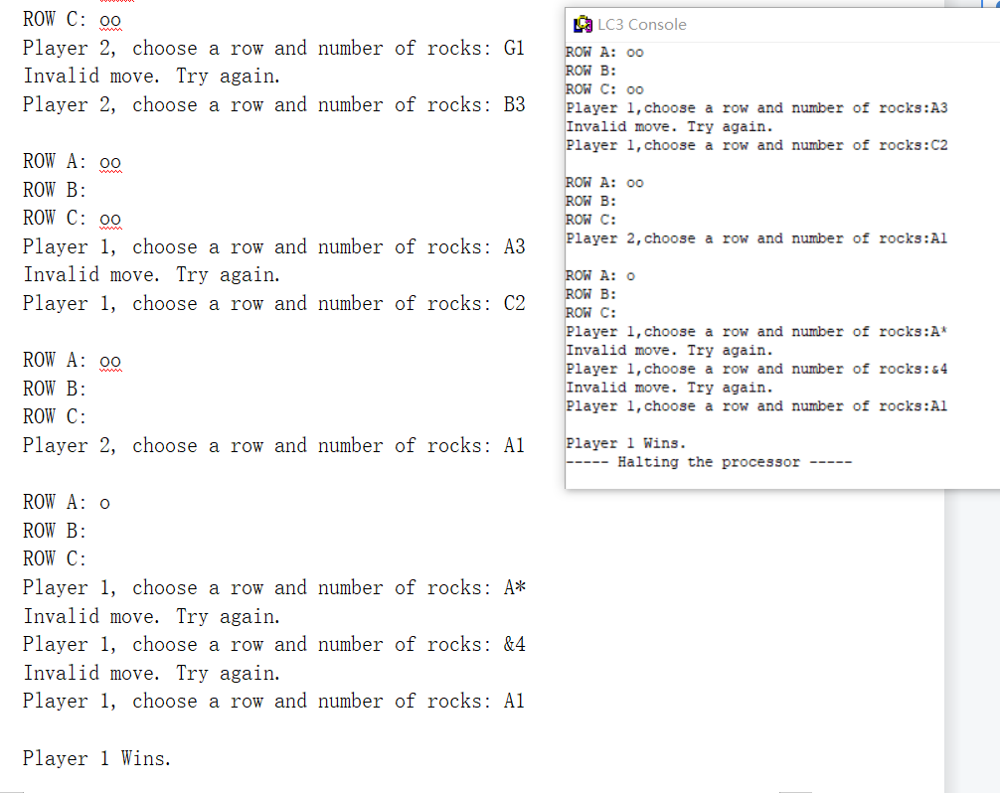 ROW C: oo
Player 2, choose a row and number of rocks: G1
Invalid move. Try again.
Player 2, choose a row and number of rocks: B3
ROW A: oo
ROW B:
ROW C: oo
Player 1, choose a row and number of rocks: A3
Invalid move. Try again.
Player 1, choose a row and number of rocks: C2
ROW A: oo
ROW B:
ROW C:
Player 2, choose a row and number of rocks: A1
ROW A: o
ROW B:
ROW C:
Player 1, choose a row and number of rocks: A*
Invalid move. Try again.
Player 1, choose a row and number of rocks: &4
Invalid move. Try again.
Player 1, choose a row and number of rocks: A1
Player 1 Wins.
LC3 Console
ROW A: oo
ROW B:
ROW C: oo
Player 1,choose a row and number of rocks:A3
Invalid move. Try again.
Player 1,choose a row and number of rocks:C2
ROW A: oo
ROW B:
ROW C:
Player 2,choose a row and number of rocks:A1
ROW A: o
ROW B:
ROW C:
Player 1,choose a row and number of rocks:A*
Invalid move. Try again.
Player 1,choose a row and number of rocks:&4
Invalid move. Try again.
Player 1,choose a row and number of rocks:A1
Player 1 Wins.
----- Halting the processor -----